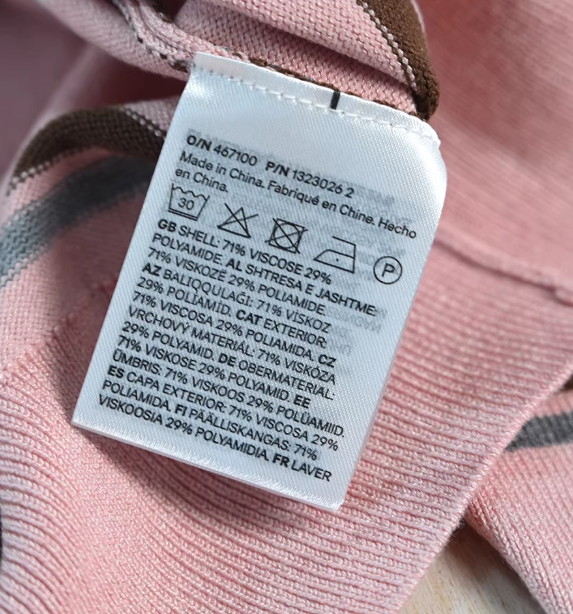 O/N 467100 P/N 1323026 2
Made in China. Fabriqué en Chine. Hecho
en China.
30
P
GB SHELL: 71% VISCOSE 29%
POLYAMIDE. AL SHTRESA E JASHTME:
71% VISKOZË 29% POLIAMIDE
AZ BALIQQULAĞI: 71% VİSKOZ
29% POLİAMİD. CAT EXTERIOR:
71% VISCOSA 29% POLIAMIDA. CZ
VRCHOVÝ MATERIÁL: 71% VISKÓZA
29% POLYAMID. DE OBERMATERIAL:
71% VISKOSE 29% POLYAMID. EE
ÜMBRIS: 71% VISKOOS 29% POLÜAMIID.
ES CAPA EXTERIOR: 71% VISCOSA 29%
POLIAMIDA. FI PÄÄLLISKANGAS: 71%
VISKOOSIA 29% POLYAMIDIA. FR LAVER